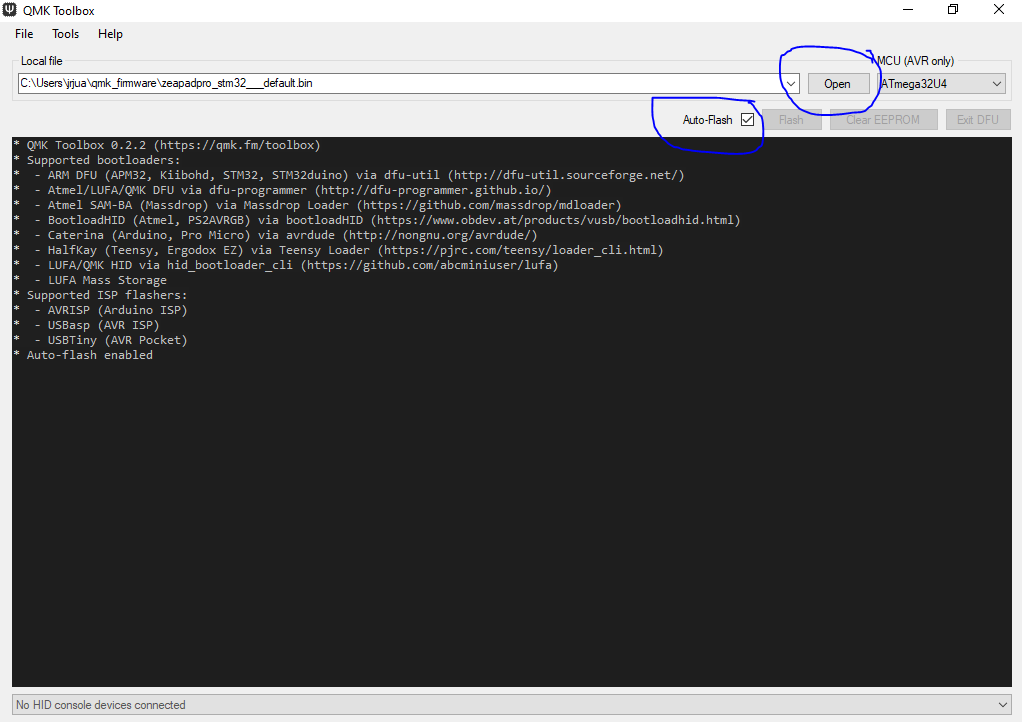 QMK Toolbox
File Tools Help
Local file
MCU (AVR only)
C:\Users\jrjua\qmk_firmware\zeapadpro_stm32___default.bin
Open
ATmega32U4
Auto-Flash
Flash
Clear EEPROM
Exit DFU
* QMK Toolbox 0.2.2 (https://qmk.fm/toolbox)
* Supported bootloaders:
*  - ARM DFU (APM32, Kiibohd, STM32, STM32duino) via dfu-util (http://dfu-util.sourceforge.net/)
*  - Atmel/LUFA/QMK DFU via dfu-programmer (http://dfu-programmer.github.io/)
*  - Atmel SAM-BA (Massdrop) via Massdrop Loader (https://github.com/massdrop/mdloader)
*  - BootloadHID (Atmel, PS2AVRGB) via bootloadHID (https://www.obdev.at/products/vusb/bootloadhid.html)
*  - Caterina (Arduino, Pro Micro) via avrdude (http://nongnu.org/avrdude/)
*  - HalfKay (Teensy, Ergodox EZ) via Teensy Loader (https://pjrc.com/teensy/loader_cli.html)
*  - LUFA/QMK HID via hid_bootloader_cli (https://github.com/abcminiuser/lufa)
*  - LUFA Mass Storage
* Supported ISP flashers:
*  - AVRISP (Arduino ISP)
*  - USBasp (AVR ISP)
*  - USBTiny (AVR Pocket)
* Auto-flash enabled
No HID console devices connected